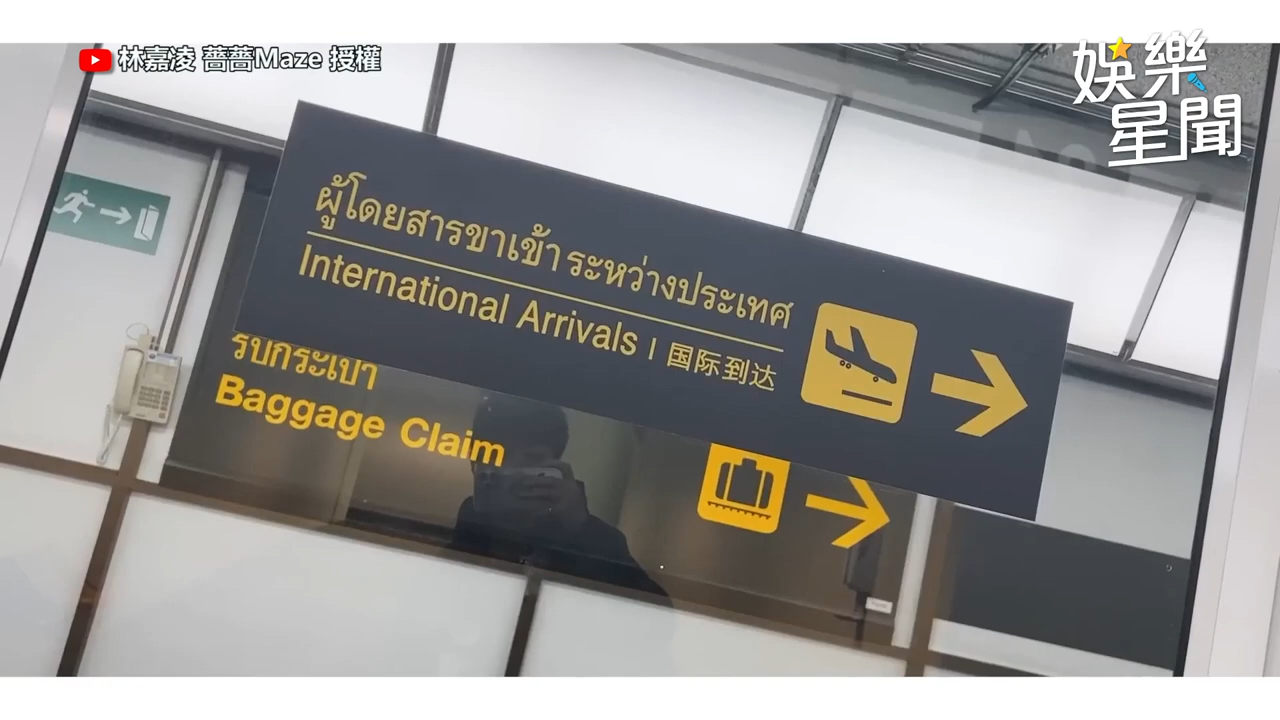 林嘉凌 薔薔Maze 授權
娛樂
星聞
ผู้โดยสารขาเข้า ระหว่างประเทศ
International Arrivals | 国际到达
รับกระเป๋า
Baggage Claim